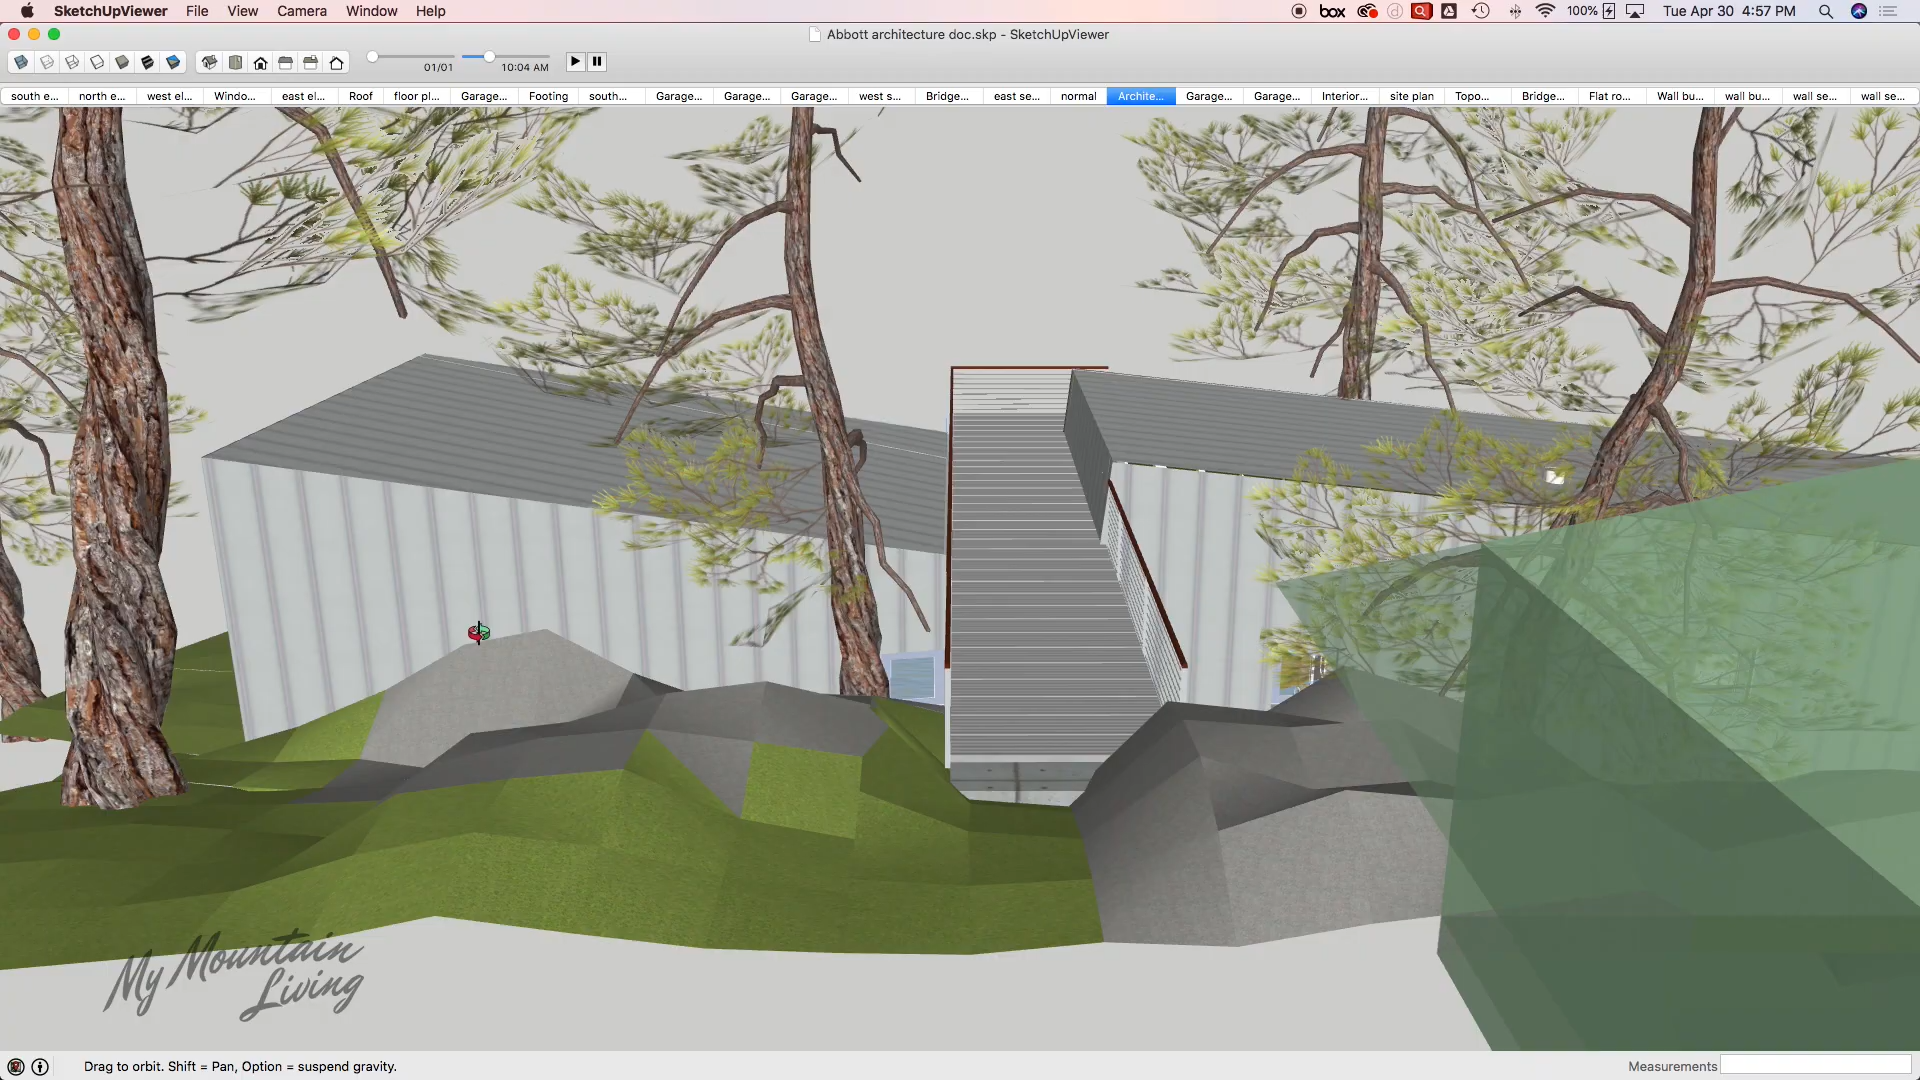 SketchUpViewer File View Camera Window Help box 100% Tue Apr 30 4:57 PM
Abbott architecture doc.skp - SketchUpViewer
01/01 10:04 AM
south e... north e... west el... Windo... east el... Roof floor pl... Garage... Footing south... Garage... Garage... Garage... west s... Bridge... east se... normal Archite... Garage... Garage... Interior... site plan Topo... Bridge... Flat ro... Wall bu... wall bu... wall se... wall se...
My Mountain
Living
Drag to orbit. Shift = Pan, Option = suspend gravity. Measurements